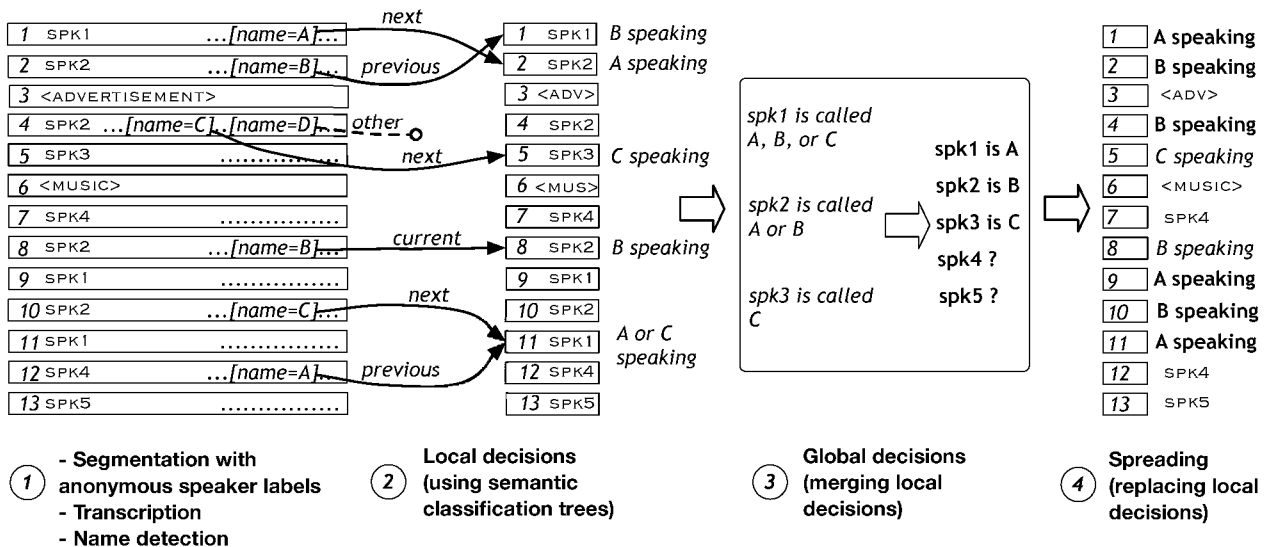 next
1 SPK1 ...[name=A]...
2 SPK2 ...[name=B]...
previous
3 <ADVERTISEMENT>
4 SPK2 ...[name=C]...[name=D]...
other
next
5 SPK3 ...............
6 <MUSIC>
7 SPK4 ...............
8 SPK2 ...[name=B]...
current
9 SPK1 ...............
next
10 SPK2 ...[name=C]...
11 SPK1 ...............
12 SPK4 ...[name=A]...
previous
13 SPK5 ...............
1 SPK1 B speaking
2 SPK2 A speaking
3 <ADV>
4 SPK2
5 SPK3 C speaking
6 <MUS>
7 SPK4
8 SPK2 B speaking
9 SPK1
10 SPK2
11 SPK1 A or C
speaking
12 SPK4
13 SPK5
spk1 is called
A, B, or C
spk2 is called
A or B
spk3 is called
C
spk1 is A
spk2 is B
spk3 is C
spk4 ?
spk5 ?
1 A speaking
2 B speaking
3 <ADV>
4 B speaking
5 C speaking
6 <MUSIC>
7 SPK4
8 B speaking
9 A speaking
10 B speaking
11 A speaking
12 SPK4
13 SPK5
1
- Segmentation with
anonymous speaker labels
- Transcription
- Name detection
2
Local decisions
(using semantic
classification trees)
3
Global decisions
(merging local
decisions)
4
Spreading
(replacing local
decisions)